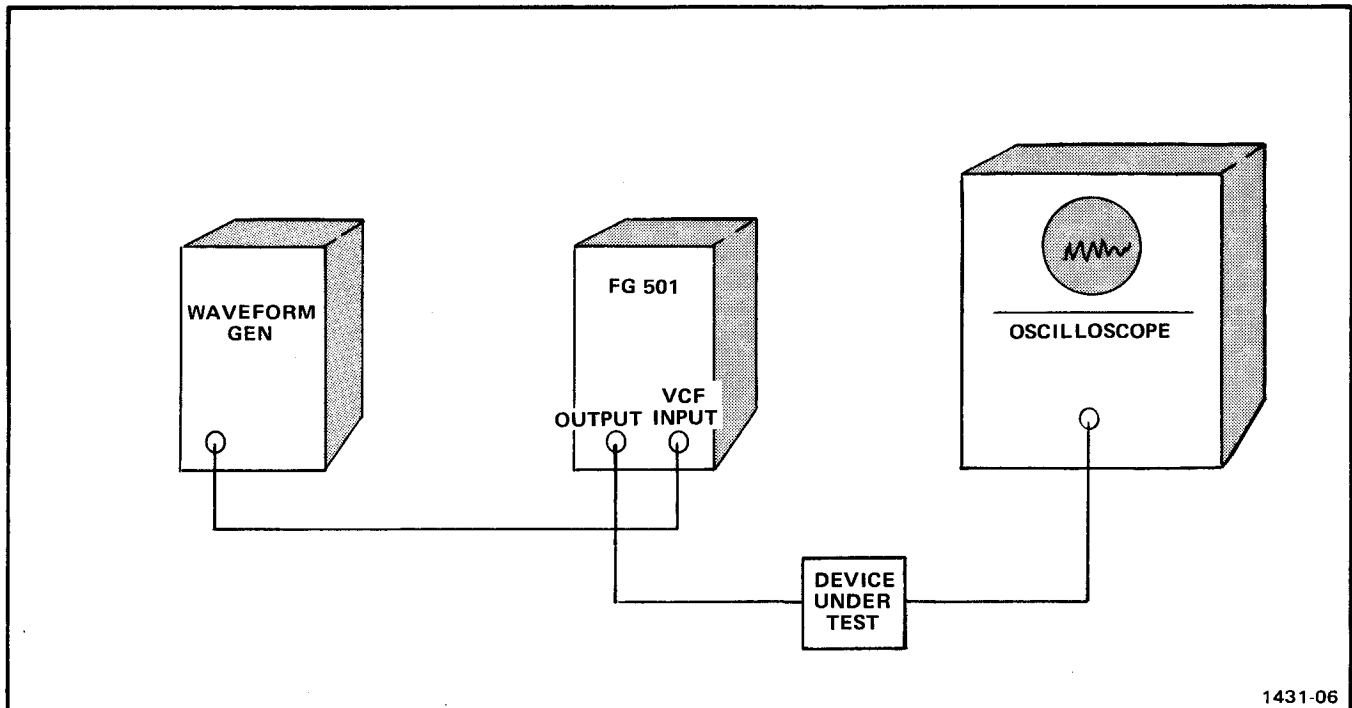 WAVEFORM
GEN
FG 501
OUTPUT
VCF
INPUT
OSCILLOSCOPE
DEVICE
UNDER
TEST
1431-06